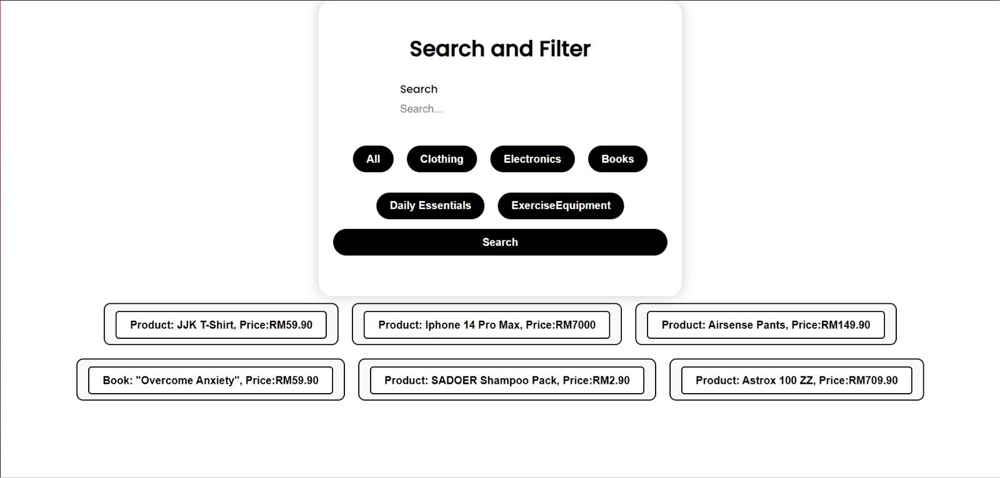 Search and Filter
Search
Search...
All Clothing Electronics Books
Daily Essentials ExerciseEquipment
Search
Product: JJK T-Shirt, Price:RM59.90 Product: Iphone 14 Pro Max, Price:RM7000 Product: Airsense Pants, Price:RM149.90
Book: "Overcome Anxiety", Price:RM59.90 Product: SADOER Shampoo Pack, Price:RM2.90 Product: Astrox 100 ZZ, Price:RM709.90